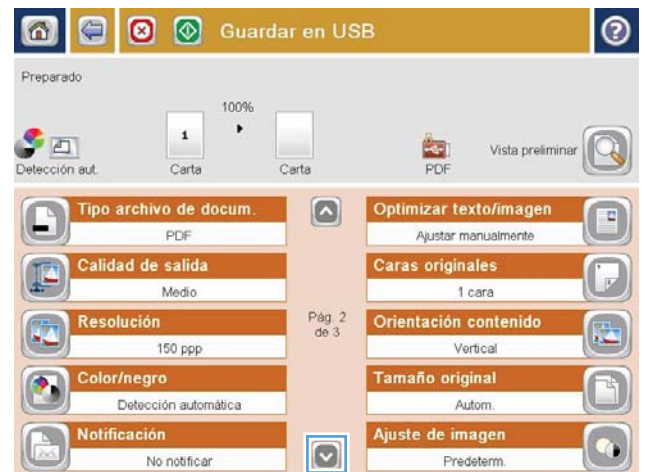 Guardar en USB
?
Preparado
100%
1
Detección aut.
Carta
Carta
PDF
Vista preliminar
Tipo archivo de docum.
PDF
Calidad de salida
Medio
Resolución
150 ppp
Color/negro
Detección automática
Notificación
No notificar
Pág. 2
de 3
Optimizar texto/imagen
Ajustar manualmente
Caras originales
1 cara
Orientación contenido
Vertical
Tamaño original
Autom.
Ajuste de imagen
Predeterm.